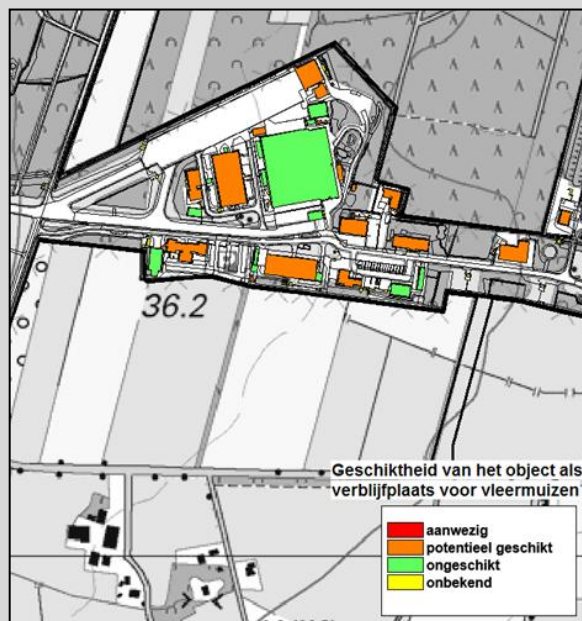 36.2
Geschiktheid van het object als
verblijfplaats voor vleermuizen
aanwezig
potentieel geschikt
ongeschikt
onbekend